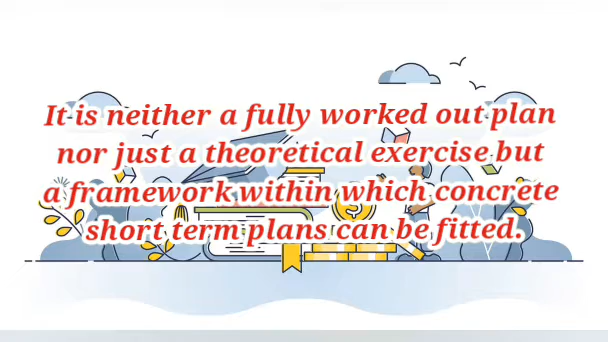 It is neither a fully worked out plan
nor just a theoretical exercise but
a framework within which concrete
short term plans can be fitted.